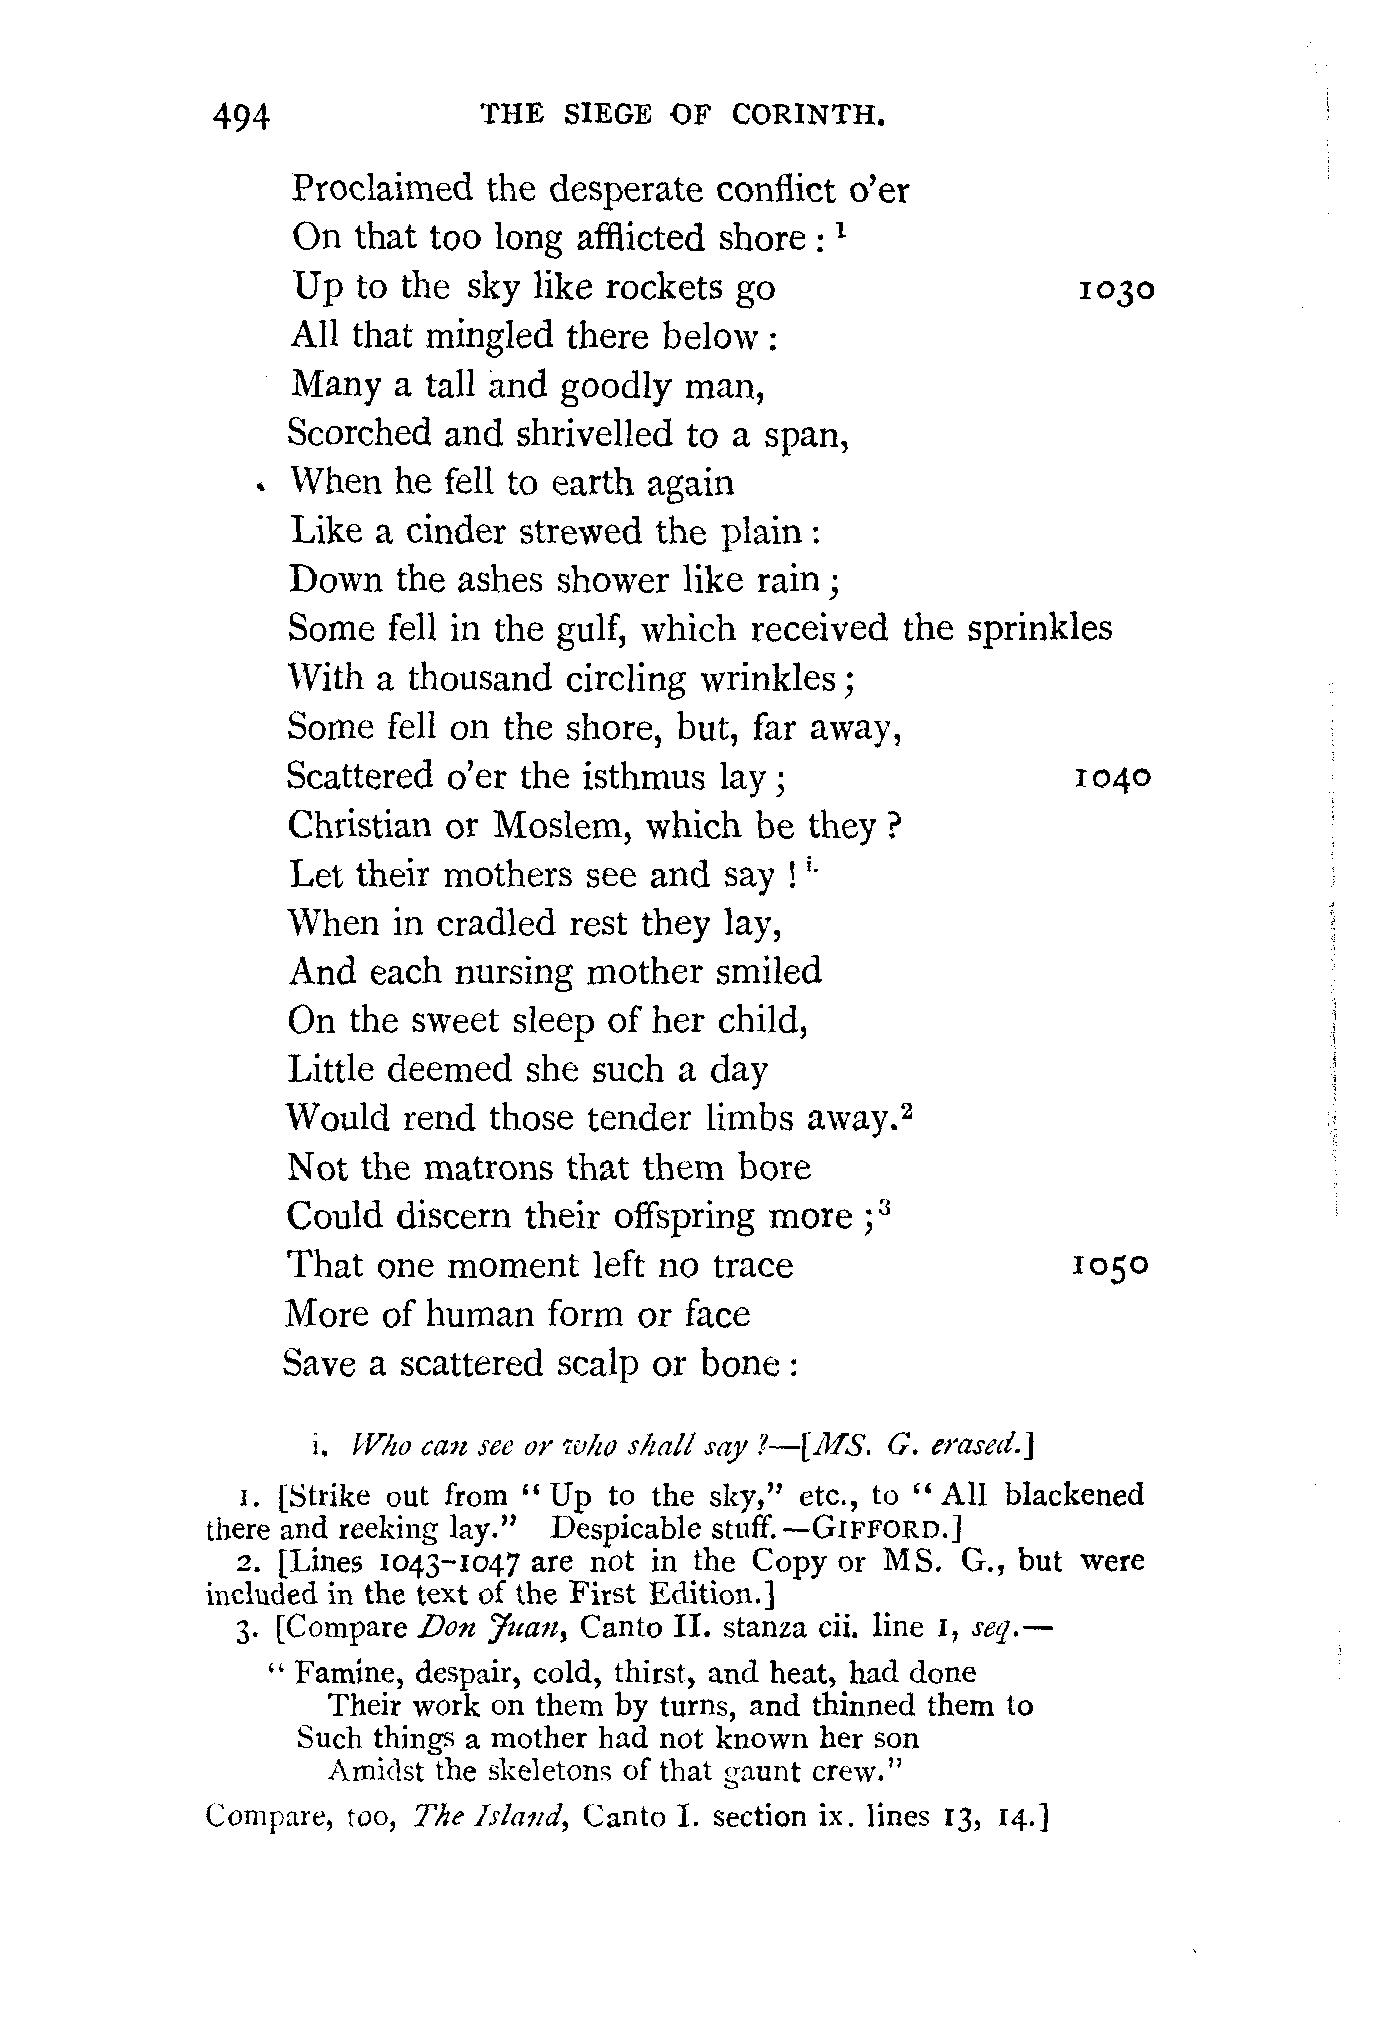 494 THE SIEGE OF CORINTH.
Proclaimed the desperate conflict o’er
On that too long afflicted shore : 1
Up to the sky like rockets go 1030
All that mingled there below :
Many a tall and goodly man,
Scorched and shrivelled to a span,
When he fell to earth again
Like a cinder strewed the plain :
Down the ashes shower like rain ;
Some fell in the gulf, which received the sprinkles
With a thousand circling wrinkles ;
Some fell on the shore, but, far away,
Scattered o’er the isthmus lay ; 1040
Christian or Moslem, which be they ?
Let their mothers see and say ! i.
When in cradled rest they lay,
And each nursing mother smiled
On the sweet sleep of her child,
Little deemed she such a day
Would rend those tender limbs away.2
Not the matrons that them bore
Could discern their offspring more ;3
That one moment left no trace 1050
More of human form or face
Save a scattered scalp or bone :
i. Who can see or who shall say ?—[MS. G. erased.]
1. [Strike out from “Up to the sky,” etc., to “All blackened
there and reeking lay.” Despicable stuff.—GIFFORD.]
2. [Lines 1043–1047 are not in the Copy or MS. G., but were
included in the text of the First Edition.]
3. [Compare Don Juan, Canto II. stanza cii. line 1, seq.—
“Famine, despair, cold, thirst, and heat, had done
Their work on them by turns, and thinned them to
Such things a mother had not known her son
Amidst the skeletons of that gaunt crew.”
Compare, too, The Island, Canto I. section ix. lines 13, 14.]